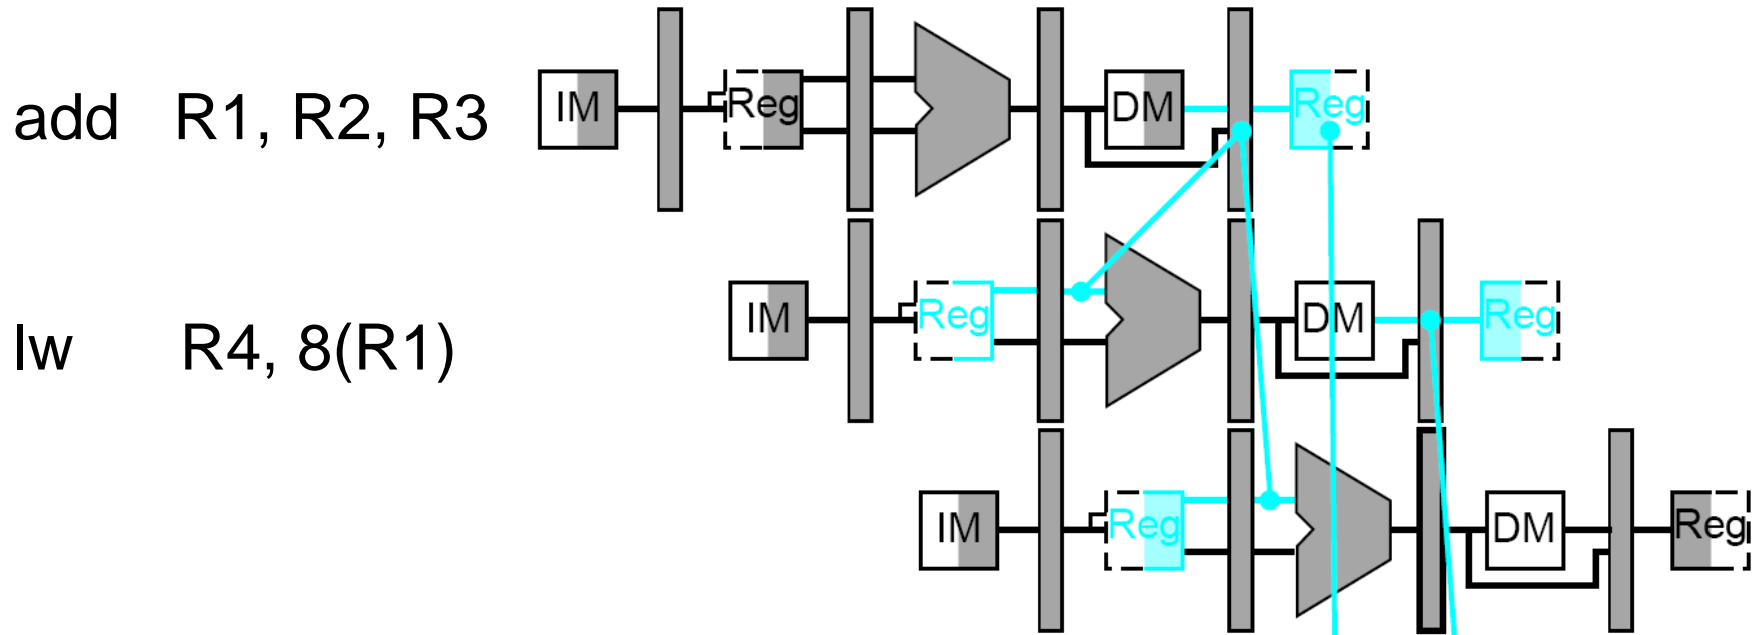 add R1, R2, R3 IM Reg DM Reg
lw R4, 8(R1) IM Reg DM Reg
IM Reg DM Reg